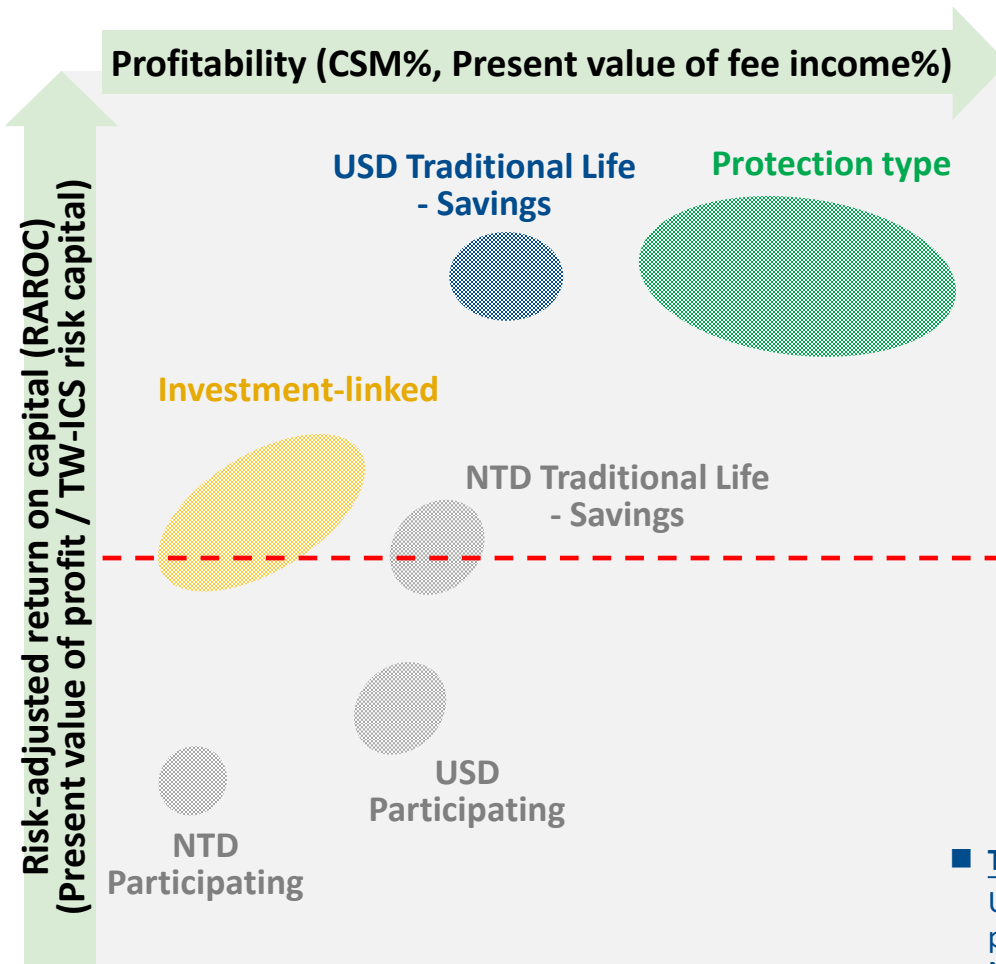 Profitability (CSM%, Present value of fee income%)
Risk-adjusted return on capital (RAROC)
(Present value of profit / TW-ICS risk capital)
USD Traditional Life
- Savings
Protection type
Investment-linked
NTD Traditional Life
- Savings
USD
Participating
NTD
Participating